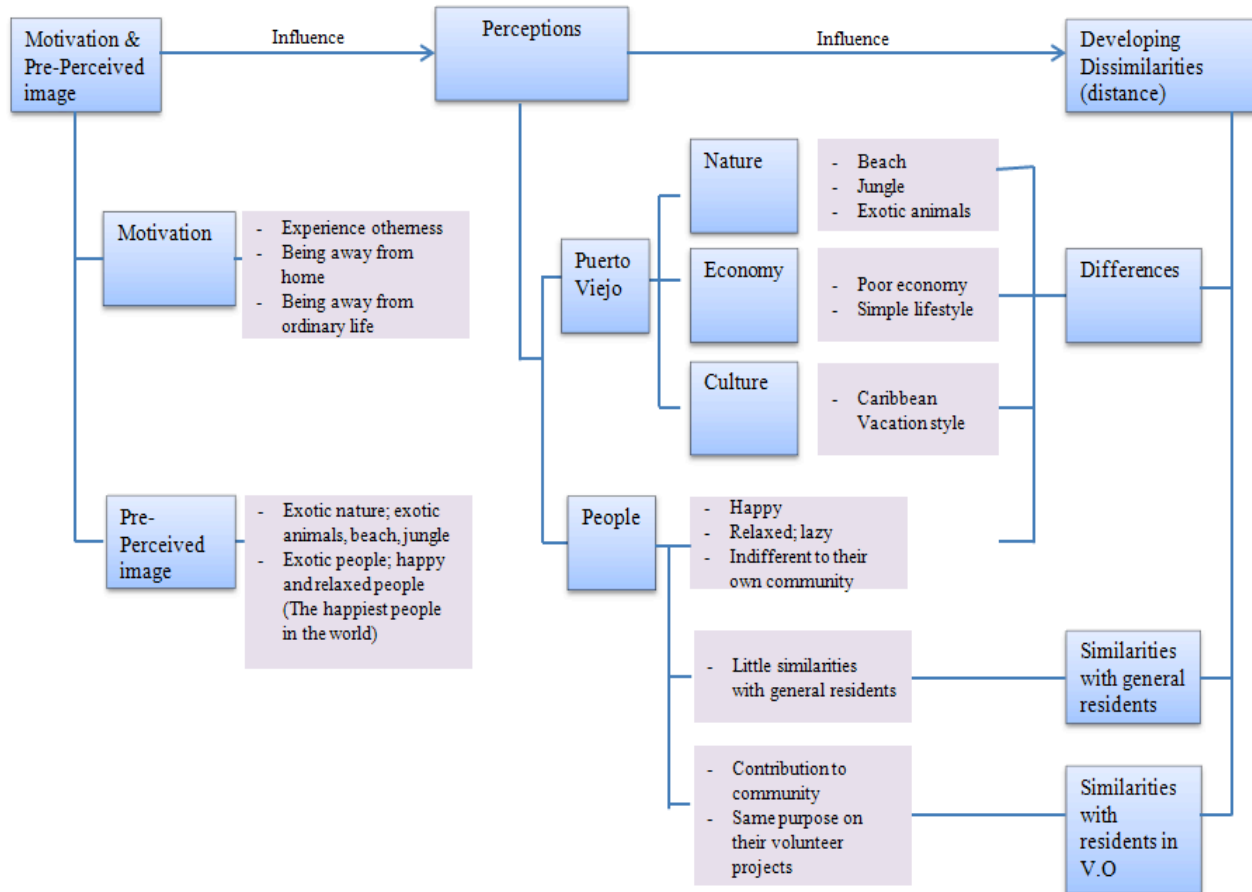 Motivation &
Pre-Perceived
image
Influence
Perceptions
Influence
Developing
Dissimilarities
(distance)
Motivation
- Experience otherness
- Being away from
home
- Being away from
ordinary life
Pre-
Perceived
image
- Exotic nature; exotic
animals, beach, jungle
- Exotic people; happy
and relaxed people
(The happiest people
in the world)
Puerto
Viejo
Nature
- Beach
- Jungle
- Exotic animals
Economy
- Poor economy
- Simple lifestyle
Culture
- Caribbean
Vacation style
Differences
People
- Happy
- Relaxed; lazy
- Indifferent to their
own community
- Little similarities
with general residents
Similarities
with general
residents
- Contribution to
community
- Same purpose on
their volunteer
projects
Similarities
with
residents in
V.O